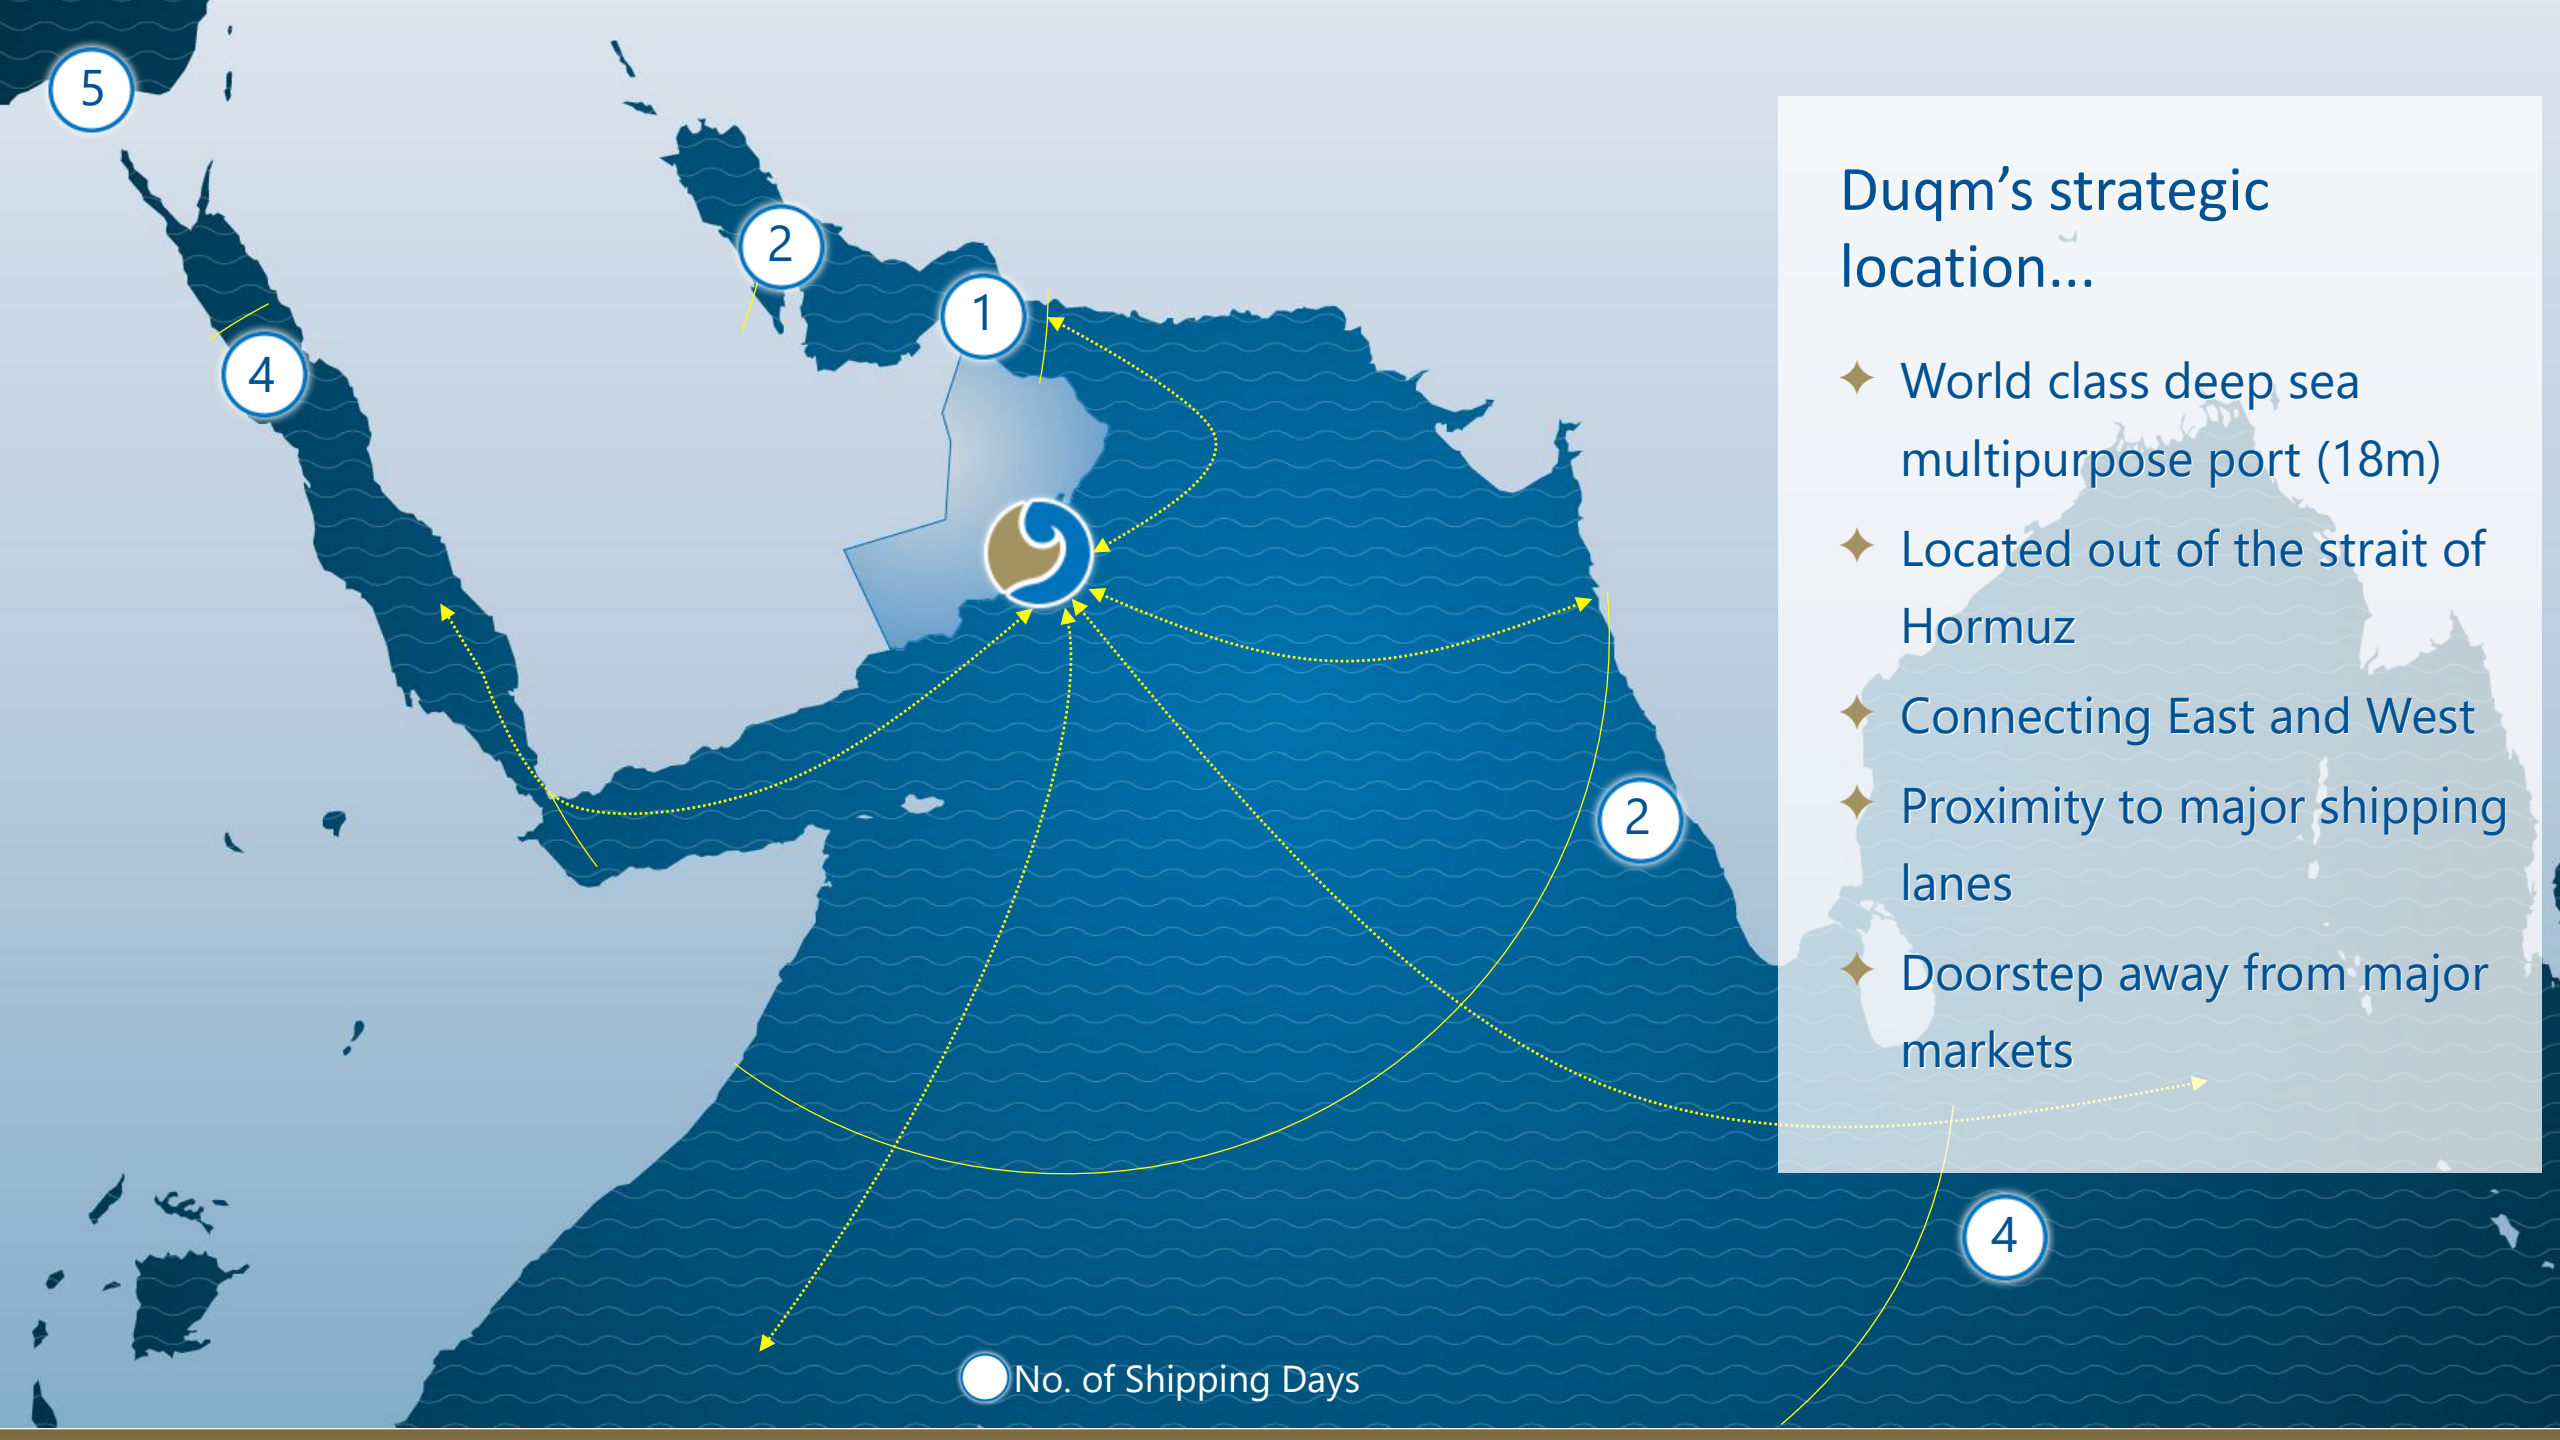 5
2
1
4
2
4
No. of Shipping Days
Duqm’s strategic
location...
World class deep sea
multipurpose port (18m)
Located out of the strait of
Hormuz
Connecting East and West
Proximity to major shipping
lanes
Doorstep away from major
markets